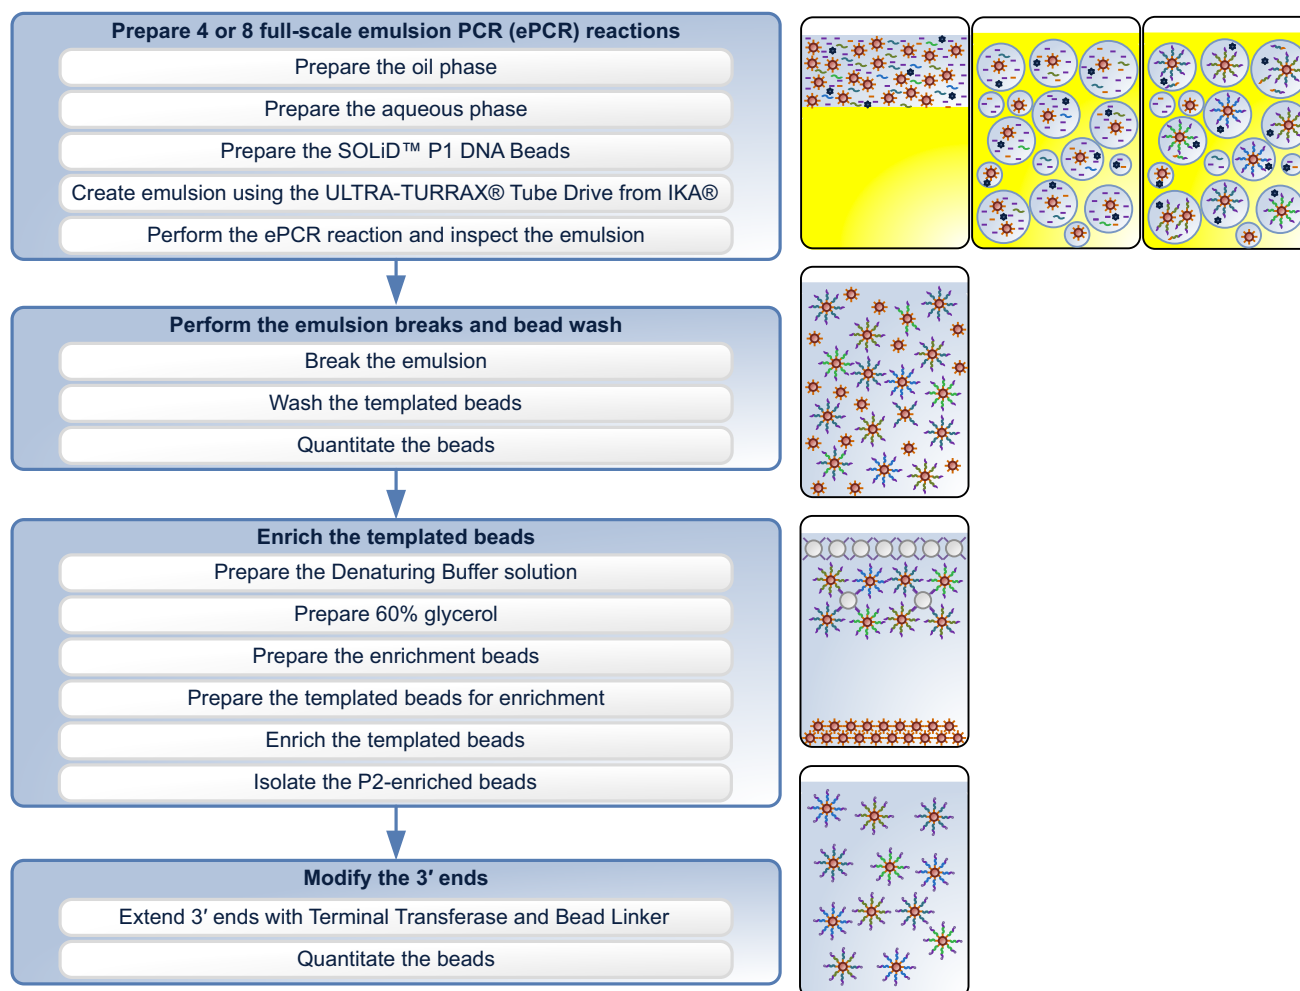 Prepare 4 or 8 full-scale emulsion PCR (ePCR) reactions
Prepare the oil phase
Prepare the aqueous phase
Prepare the SOLiD™ P1 DNA Beads
Create emulsion using the ULTRA-TURRAX® Tube Drive from IKA®
Perform the ePCR reaction and inspect the emulsion
Perform the emulsion breaks and bead wash
Break the emulsion
Wash the templated beads
Quantitate the beads
Enrich the templated beads
Prepare the Denaturing Buffer solution
Prepare 60% glycerol
Prepare the enrichment beads
Prepare the templated beads for enrichment
Enrich the templated beads
Isolate the P2-enriched beads
Modify the 3′ ends
Extend 3′ ends with Terminal Transferase and Bead Linker
Quantitate the beads